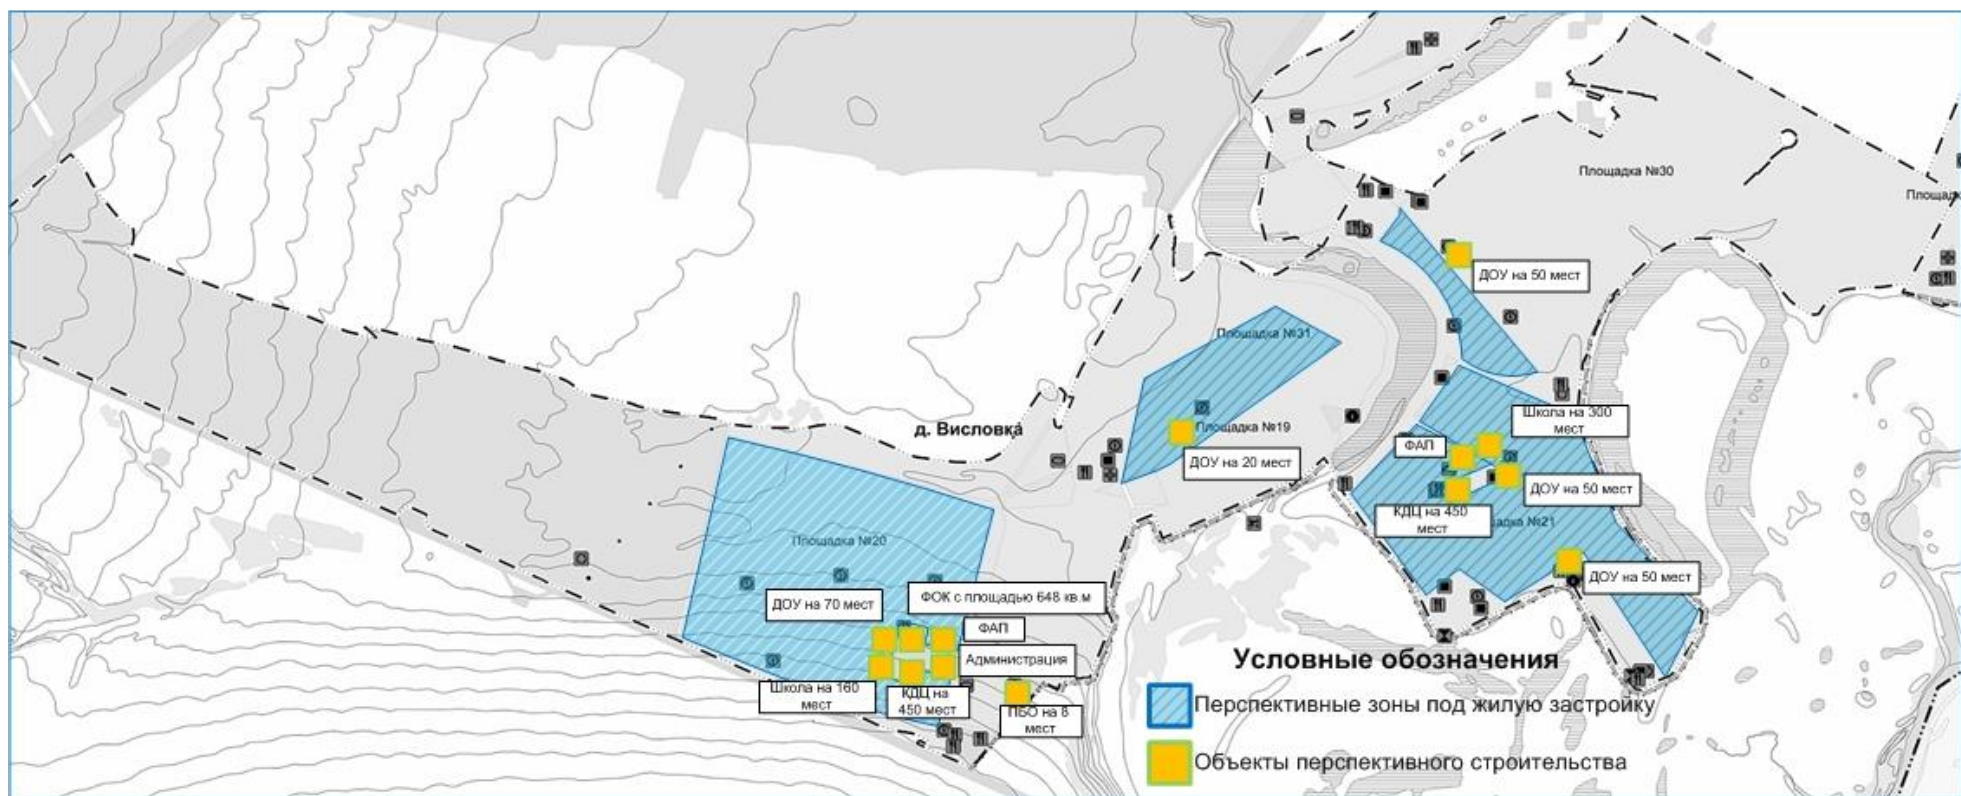 Площадка №30
ДОУ на 50 мест
Площадка №31
д. Висловка
Площадка №19
ДОУ на 20 мест
Школа на 300
мест
ФАП
ДОУ на 50 мест
КДЦ на 450
мест
№21
ДОУ на 50 мест
Площадка №20
ДОУ на 70 мест
ФОК с площадью 648 кв.м
ФАП
Администрация
Школа на 160
мест
КДЦ на
450 мест
ПБО на 8
мест
Условные обозначения
Перспективные зоны под жилую застройку
Объекты перспективного строительства